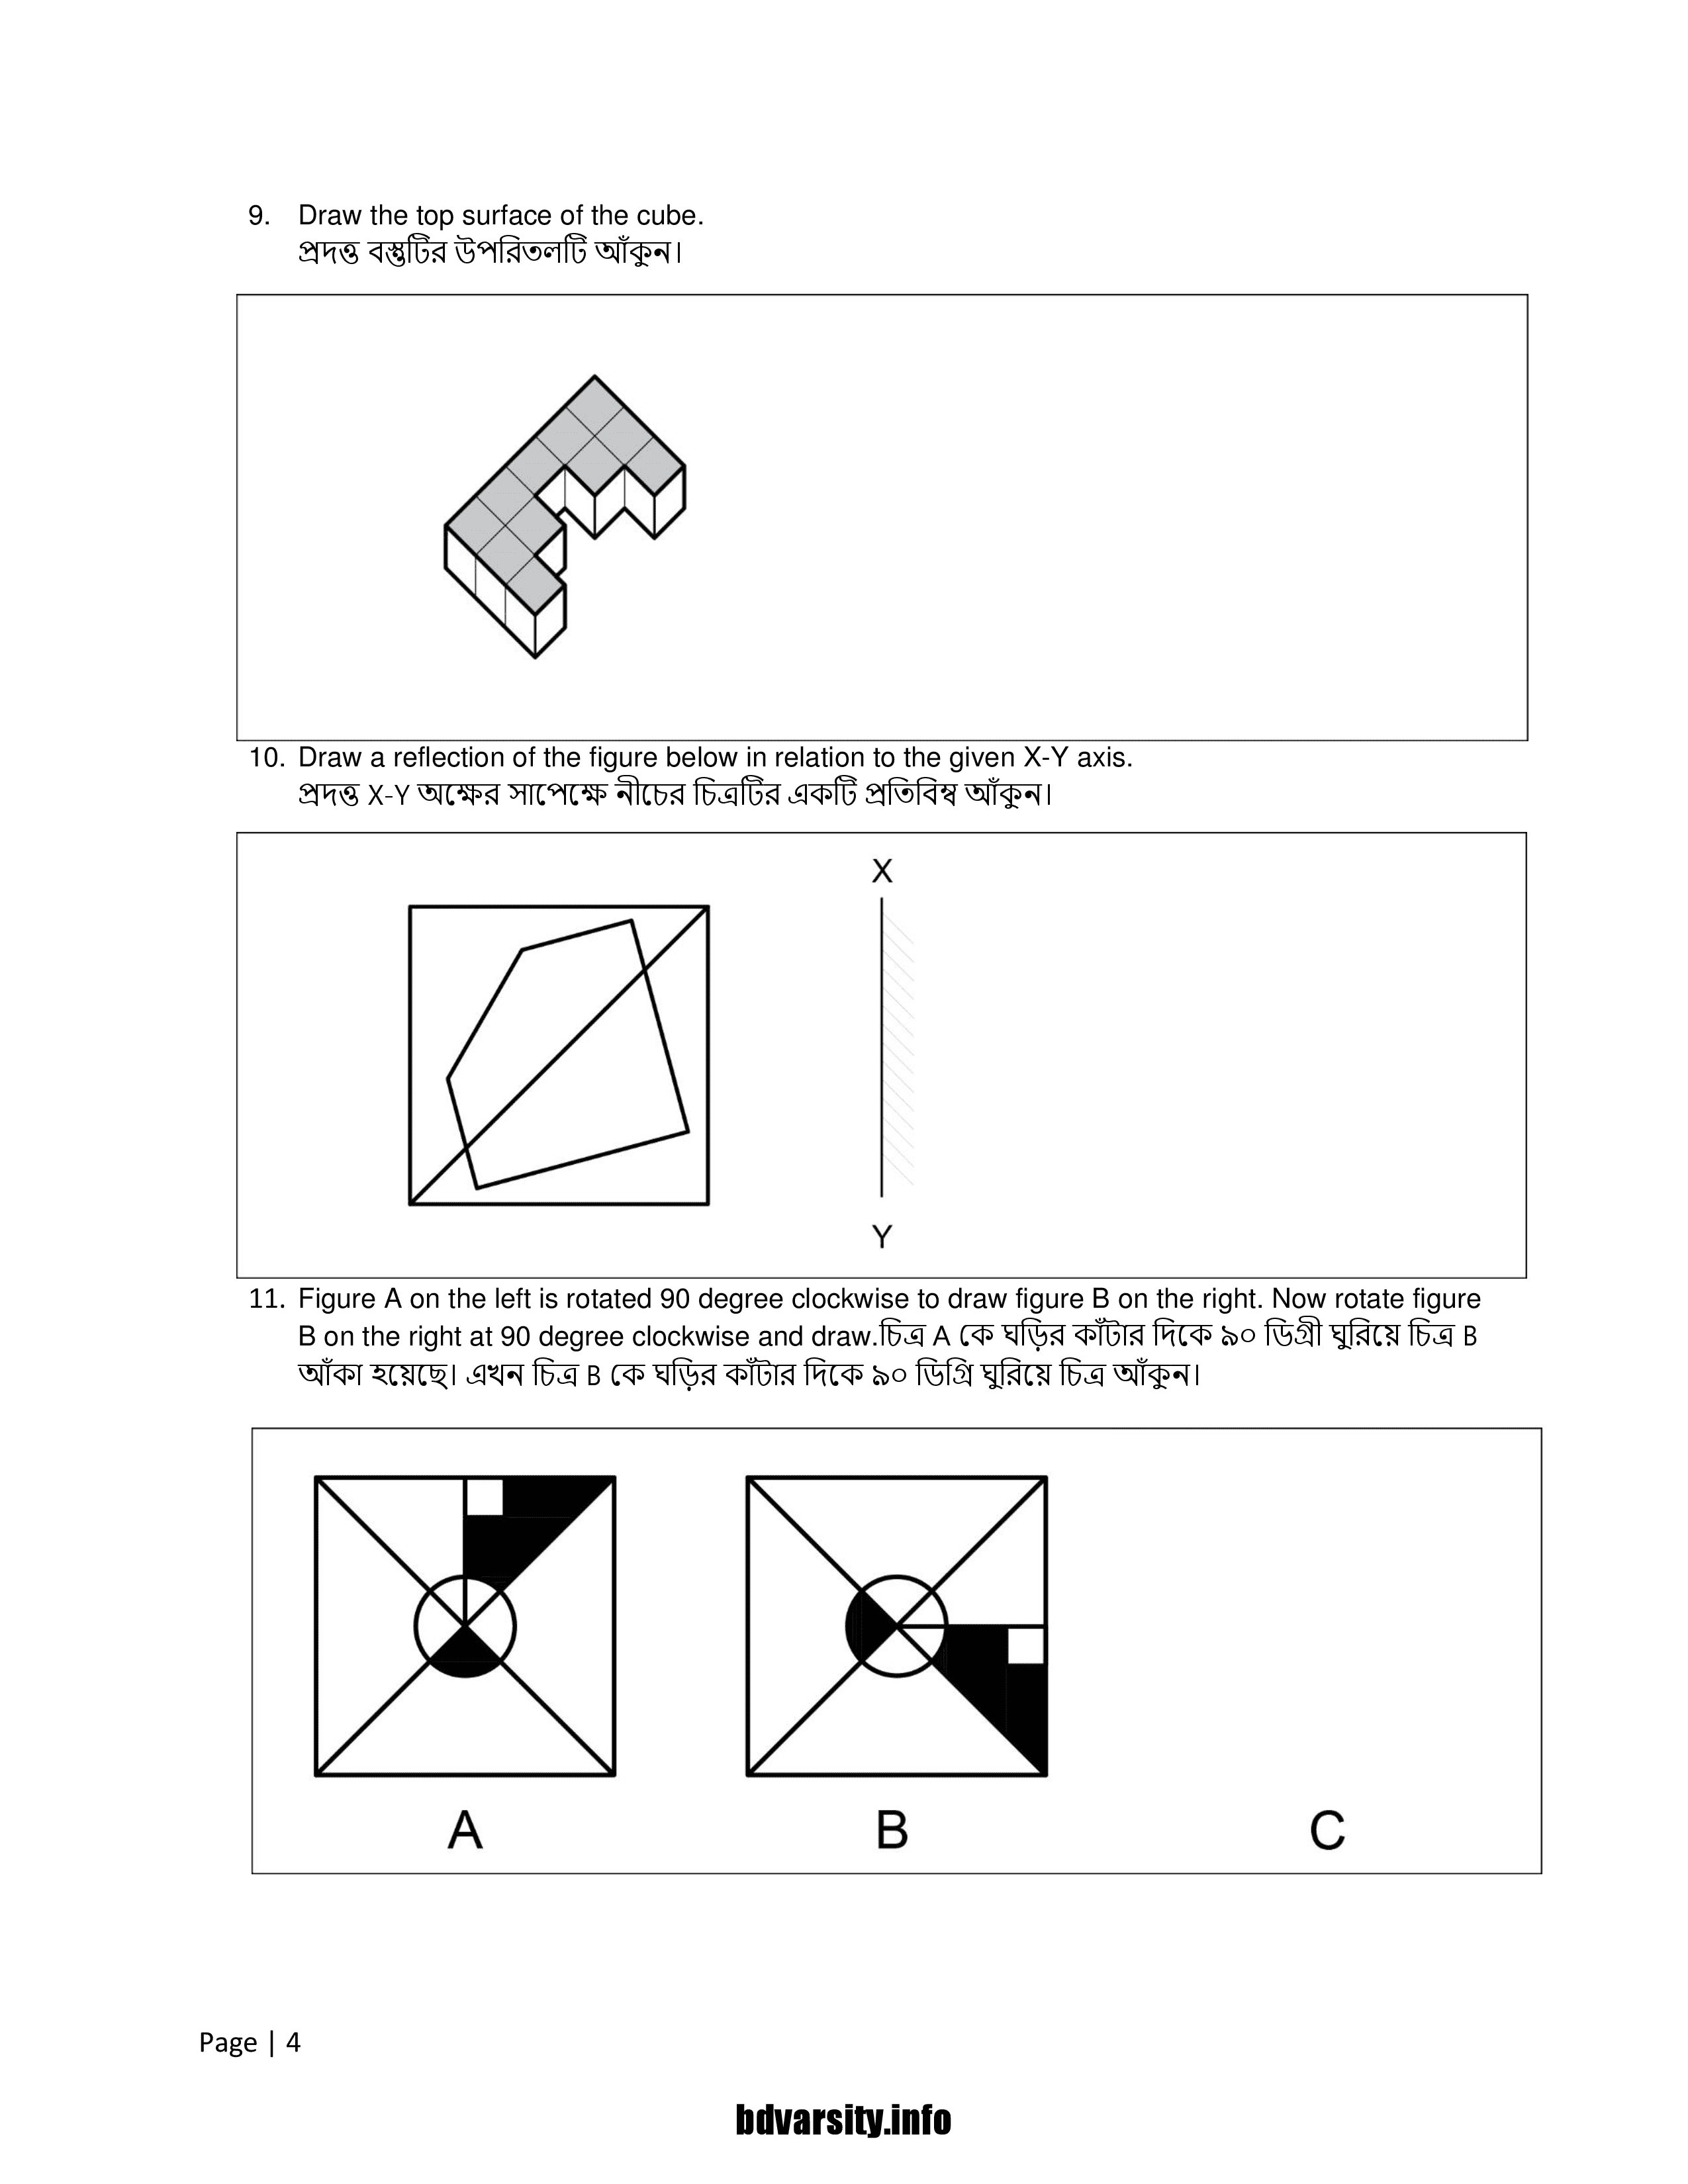 9. Draw the top surface of the cube.
প্রদত্ত বস্তুটির উপরিতলটি আঁকুন।
10. Draw a reflection of the figure below in relation to the given X-Y axis.
প্রদত্ত X-Y অক্ষের সাপেক্ষে নীচের চিত্রটির একটি প্রতিবিম্ব আঁকুন।
X
Y
11. Figure A on the left is rotated 90 degree clockwise to draw figure B on the right. Now rotate figure
B on the right at 90 degree clockwise and draw.চিত্র A কে ঘড়ির কাঁটার দিকে ৯০ ডিগ্রী ঘুরিয়ে চিত্র B
আঁকা হয়েছে। এখন চিত্র B কে ঘড়ির কাঁটার দিকে ৯০ ডিগ্রি ঘুরিয়ে চিত্র আঁকুন।
A B C
Page | 4
bdvarsity.info